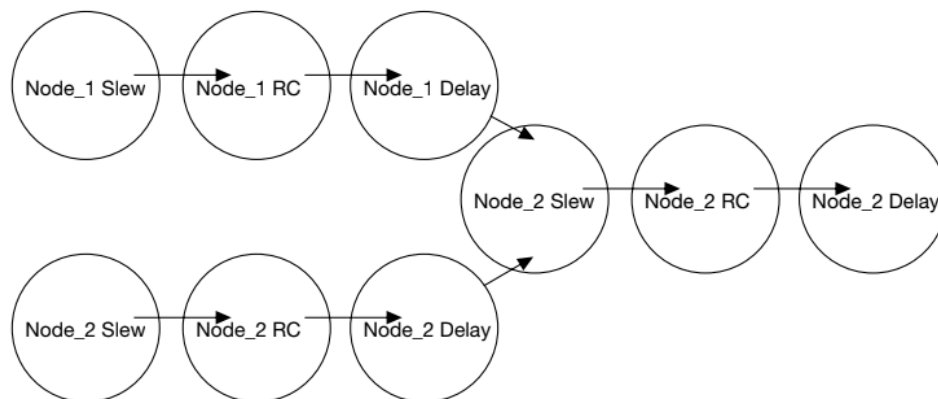 Node_1 Slew
Node_1 RC
Node_1 Delay
Node_2 Slew
Node_2 RC
Node_2 Delay
Node_2 Slew
Node_2 RC
Node_2 Delay